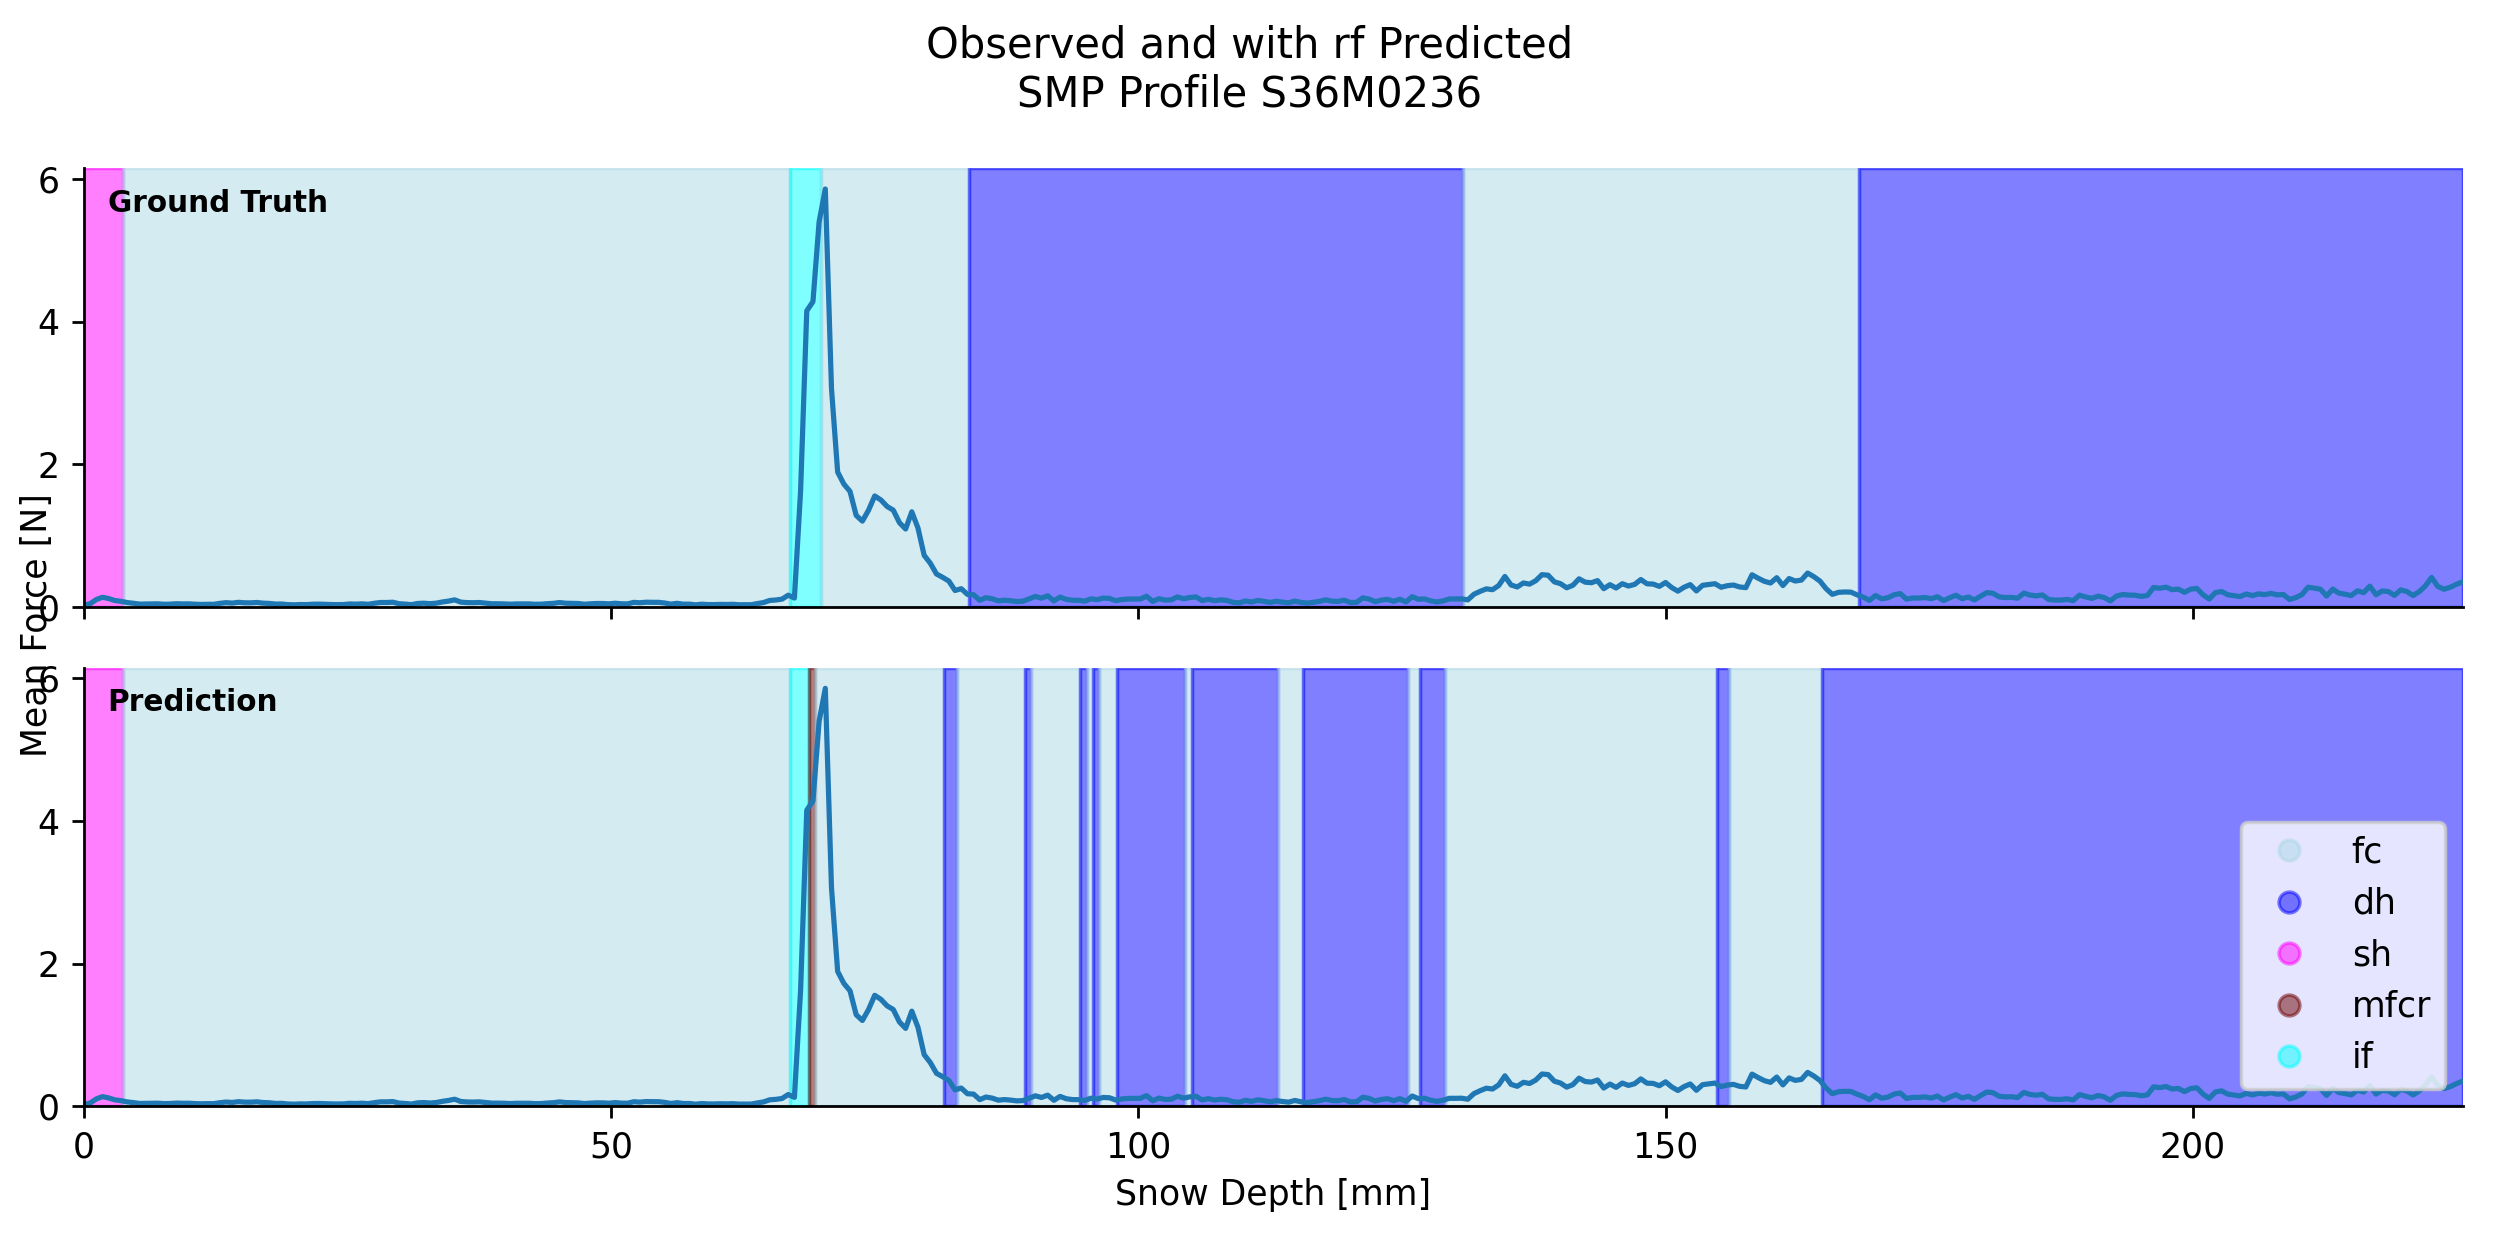 Observed and with rf Predicted
SMP Profile S36M0236
6
Ground Truth
4
2
0
Mean Force [N]
6
Prediction
4
2
0
fc
dh
sh
mfcr
if
0 50 100 150 200
Snow Depth [mm]